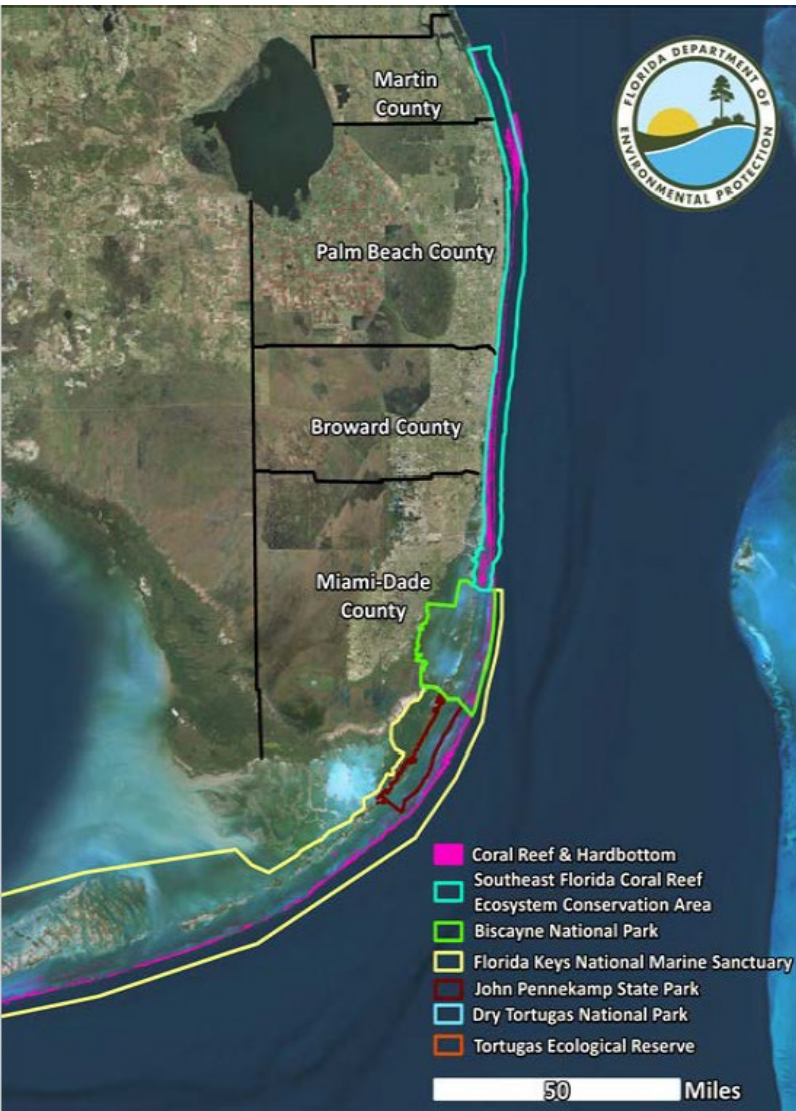 Martin
County
FLORIDA DEPARTMENT OF
ENVIRONMENTAL PROTECTION
Palm Beach County
Broward County
Miami-Dade
County
Coral Reef & Hardbottom
Southeast Florida Coral Reef
Ecosystem Conservation Area
Biscayne National Park
Florida Keys National Marine Sanctuary
John Pennekamp State Park
Dry Tortugas National Park
Tortugas Ecological Reserve
50 Miles